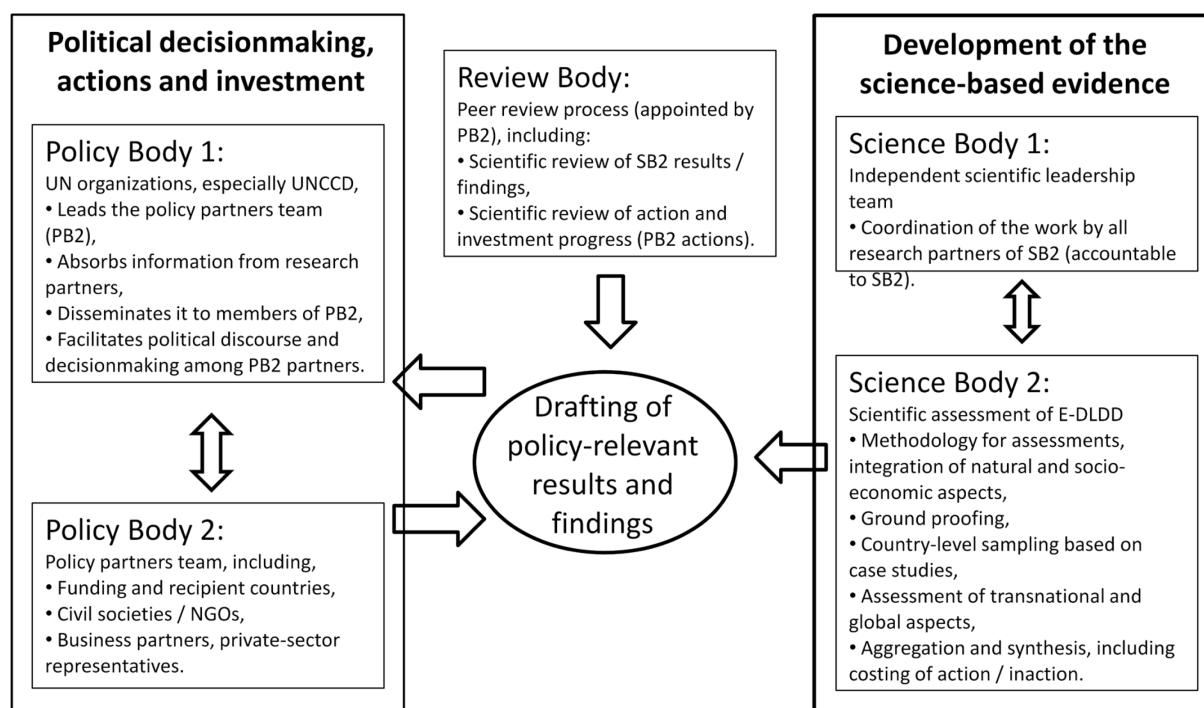 Political decisionmaking,
actions and investment
Policy Body 1:
UN organizations, especially UNCCD,
• Leads the policy partners team
(PB2),
• Absorbs information from research
partners,
• Disseminates it to members of PB2,
• Facilitates political discourse and
decisionmaking among PB2 partners.
Policy Body 2:
Policy partners team, including,
• Funding and recipient countries,
• Civil societies / NGOs,
• Business partners, private-sector
representatives.
Review Body:
Peer review process (appointed by
PB2), including:
• Scientific review of SB2 results /
findings,
• Scientific review of action and
investment progress (PB2 actions).
Drafting of
policy-relevant
results and
findings
Development of the
science-based evidence
Science Body 1:
Independent scientific leadership
team
• Coordination of the work by all
research partners of SB2 (accountable
to SB2).
Science Body 2:
Scientific assessment of E-DLDD
• Methodology for assessments,
integration of natural and socio-
economic aspects,
• Ground proofing,
• Country-level sampling based on
case studies,
• Assessment of transnational and
global aspects,
• Aggregation and synthesis, including
costing of action / inaction.